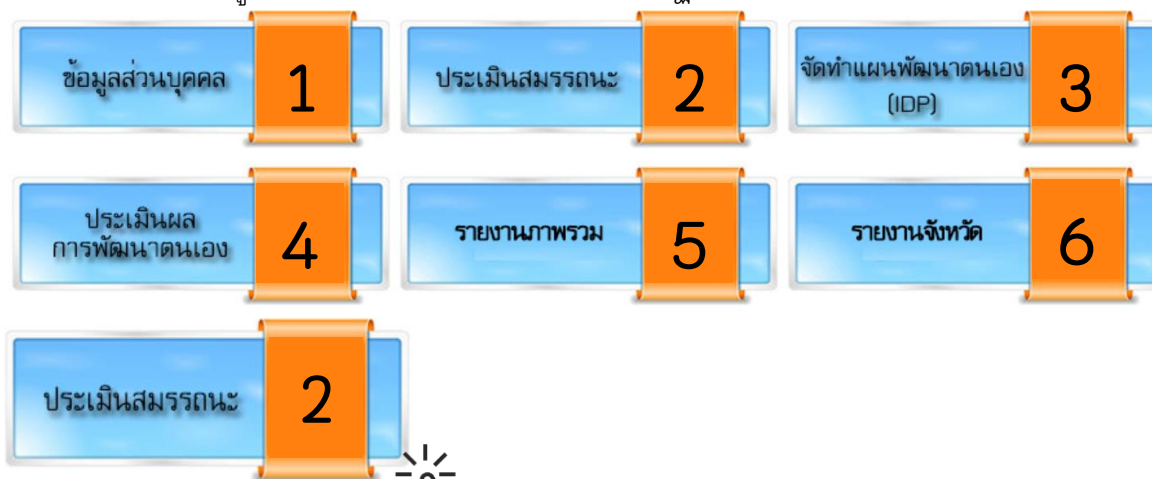 ข้อมูลส่วนบุคคล 1
ประเมินสมรรถนะ 2
จัดทำแผนพัฒนาตนเอง
(IDP) 3
ประเมินผล
การพัฒนาตนเอง 4
รายงานภาพรวม 5
รายงานจังหวัด 6
ประเมินสมรรถนะ 2